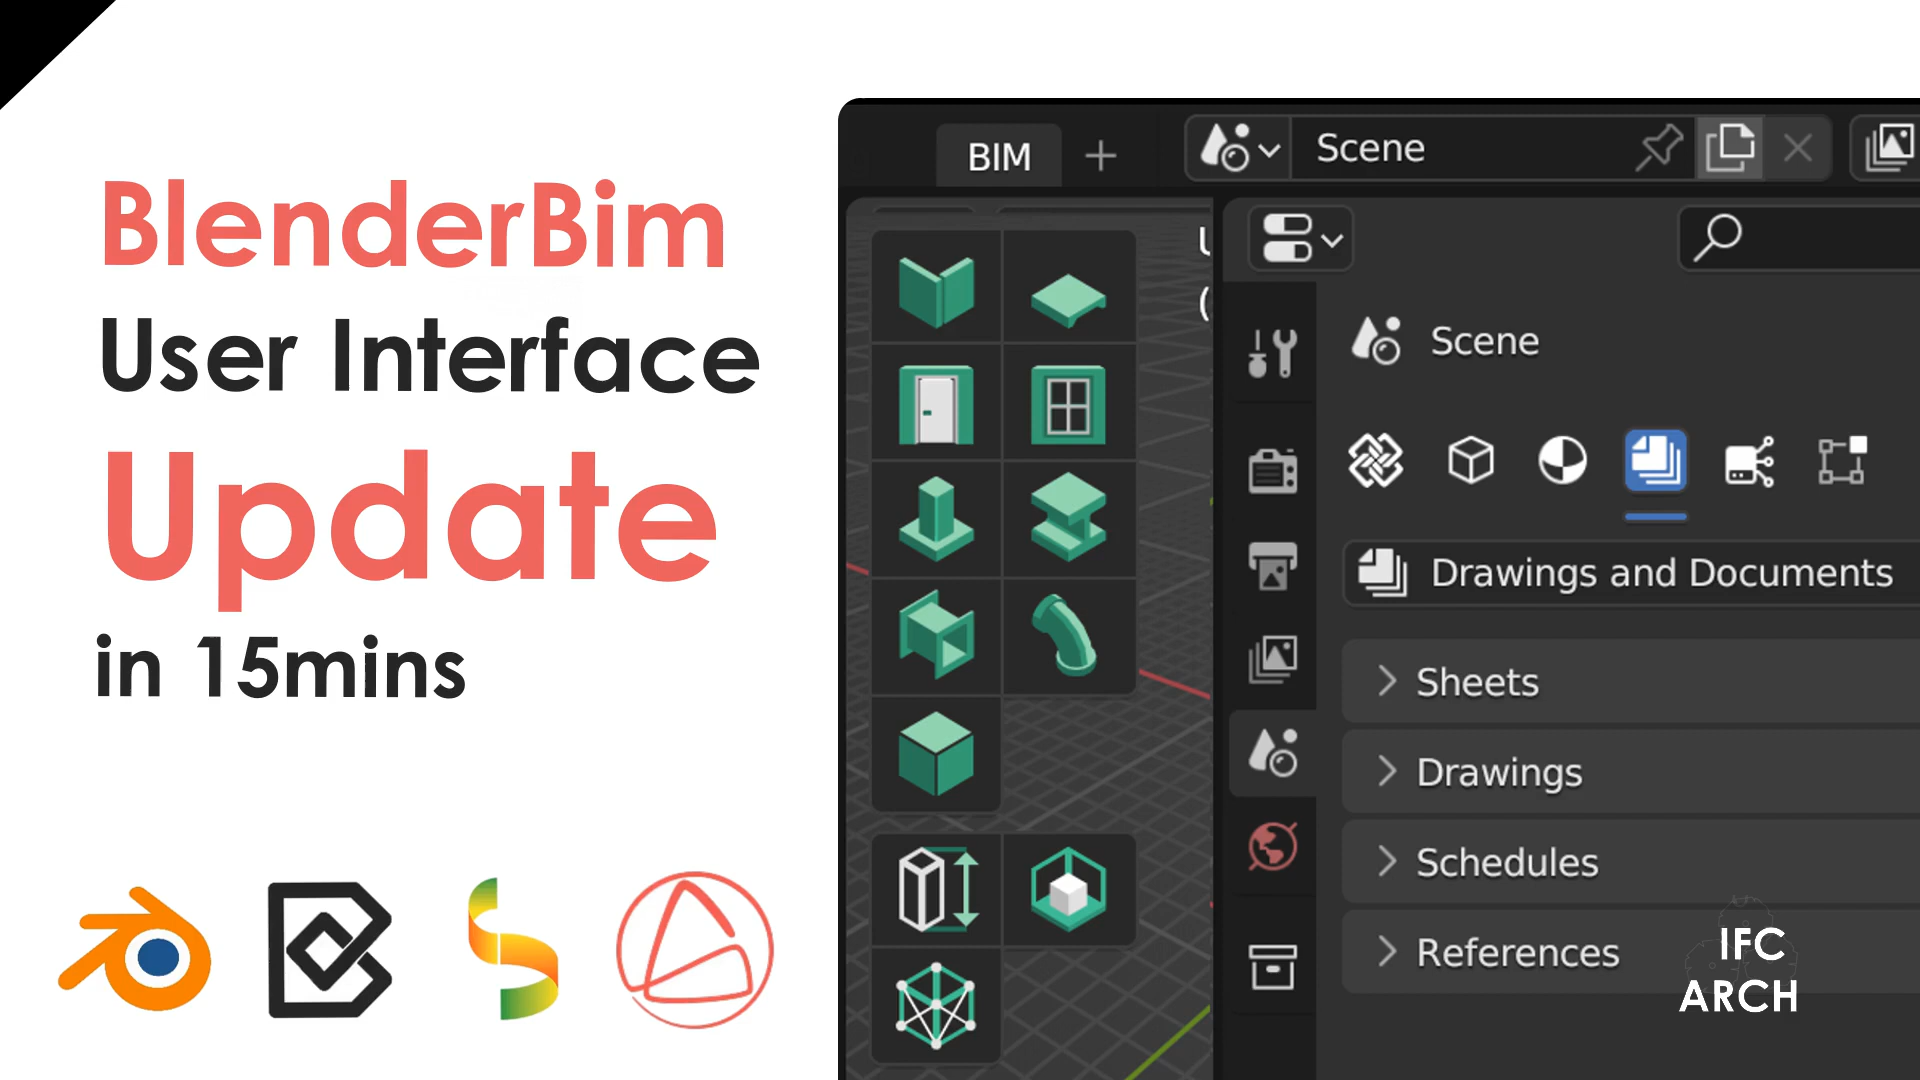 BlenderBim
User Interface
Update
in 15mins
BIM
Scene
Scene
Drawings and Documents
Sheets
Drawings
Schedules
References
IFC
ARCH